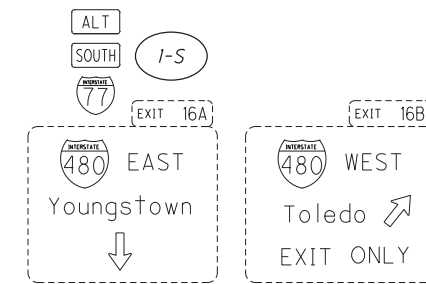 ALT
SOUTH 1-S
INTERSTATE
77
EXIT 16A
INTERSTATE
480 EAST
Youngstown
EXIT 16B
INTERSTATE
480 WEST
Toledo
EXIT ONLY